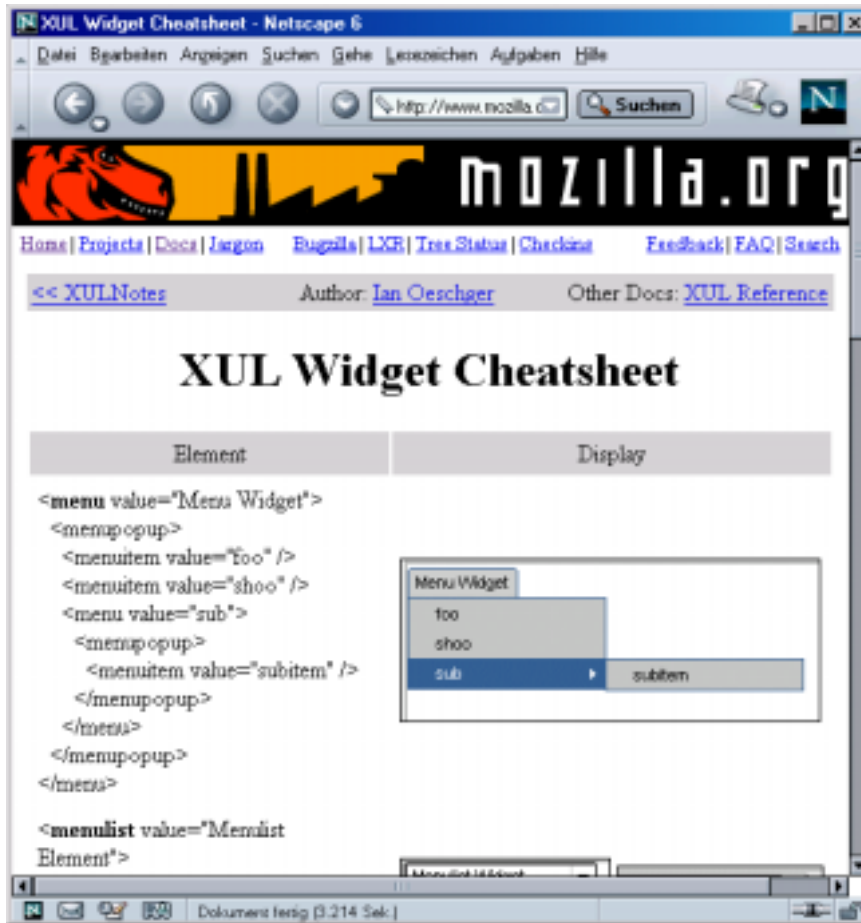 XUL Widget Cheatsheet - Netscape 6
Datei Bearbeiten Anzeigen Suchen Gehe Lesezeichen Aufgaben Hilfe
http://www.mozilla.o Suchen N
mozilla.org
Home | Projects | Docs | Jargon Bugzilla | LXR | Tree Status | Checkins Feedback | FAQ | Search
<< XULNotes Author: Ian Oeschger Other Docs: XUL Reference
XUL Widget Cheatsheet
Element Display
<menu value="Menu Widget">
<menupopup>
<menuitem value="foo" />
<menuitem value="shoo" />
<menu value="sub">
<menupopup>
<menuitem value="subitem" />
</menupopup>
</menu>
</menupopup>
</menu>
Menu Widget
foo
shoo
sub subitem
<menulist value="Menulist
Element">
Menulist Widget
Dokument fertig (3.214 Sek.)